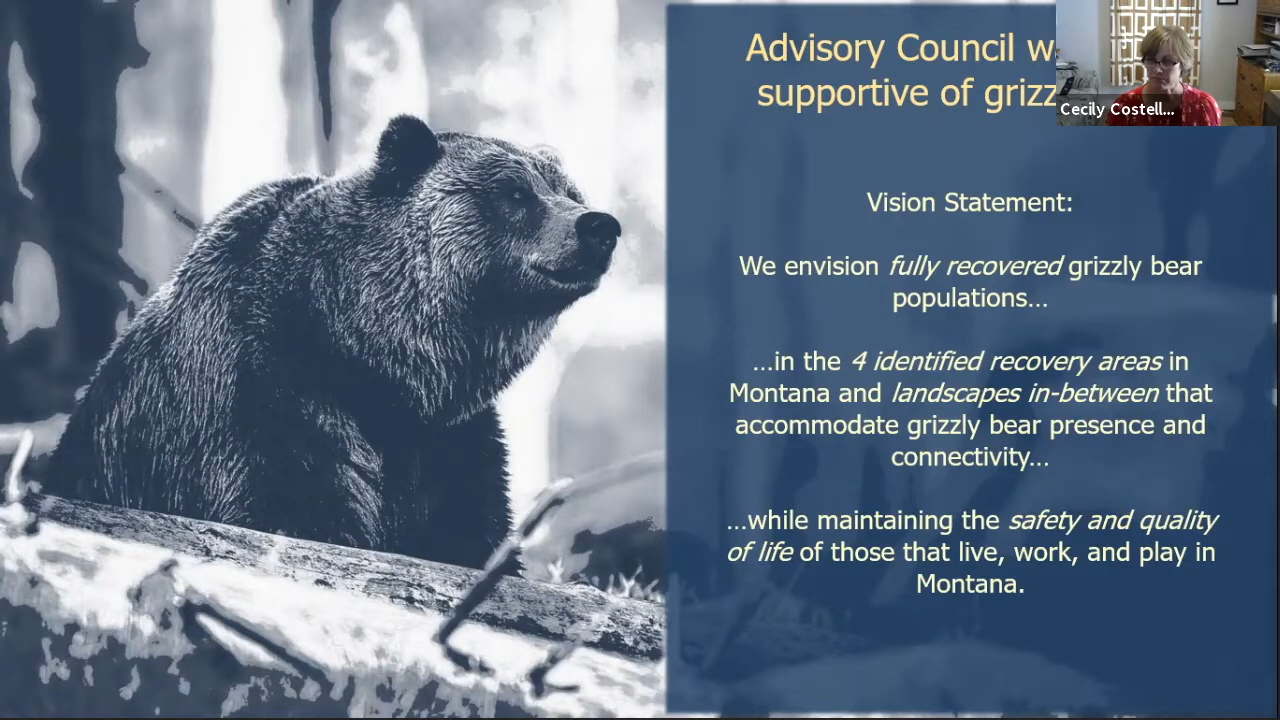 Advisory Council w
supportive of grizz
Cecily Costell...
Vision Statement:
We envision fully recovered grizzly bear
populations...
...in the 4 identified recovery areas in
Montana and landscapes in-between that
accommodate grizzly bear presence and
connectivity...
...while maintaining the safety and quality
of life of those that live, work, and play in
Montana.